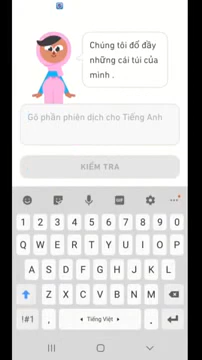 Chúng tôi đổ đầy
những cái túi của
mình .
Gõ phần phiên dịch cho Tiếng Anh
KIỂM TRA
GIF
1 2 3 4 5 6 7 8 9 0
Q W E R T Y U I O P
A S D F G H J K L
Z X C V B N M
!#1 , Tiếng Việt .